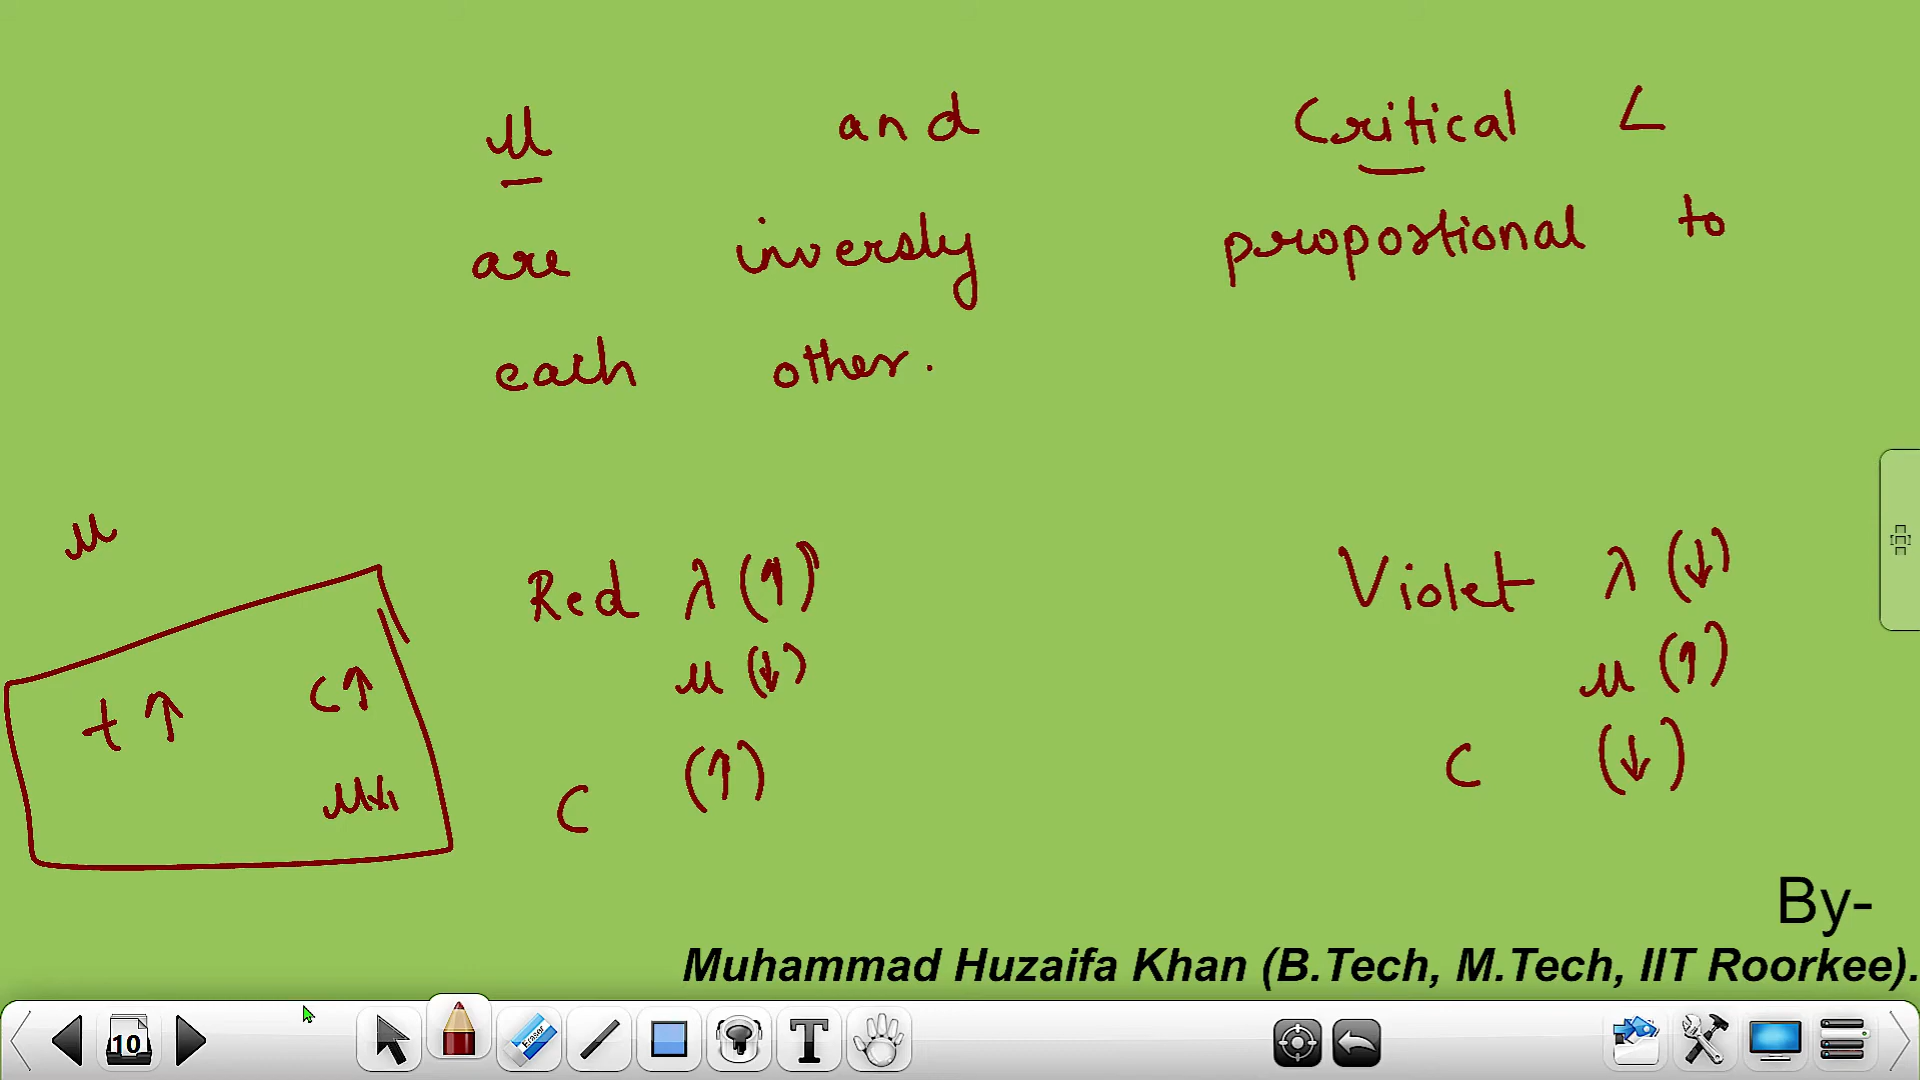 μ and Critical ∠
are inversly proportional to
each other.
μ
Red λ (↑) Violet λ (↓)
μ (↓) μ (↑)
t ↑ C ↑
C (↑) C (↓)
By-
Muhammad Huzaifa Khan (B.Tech, M.Tech, IIT Roorkee).
10
Eraser
T